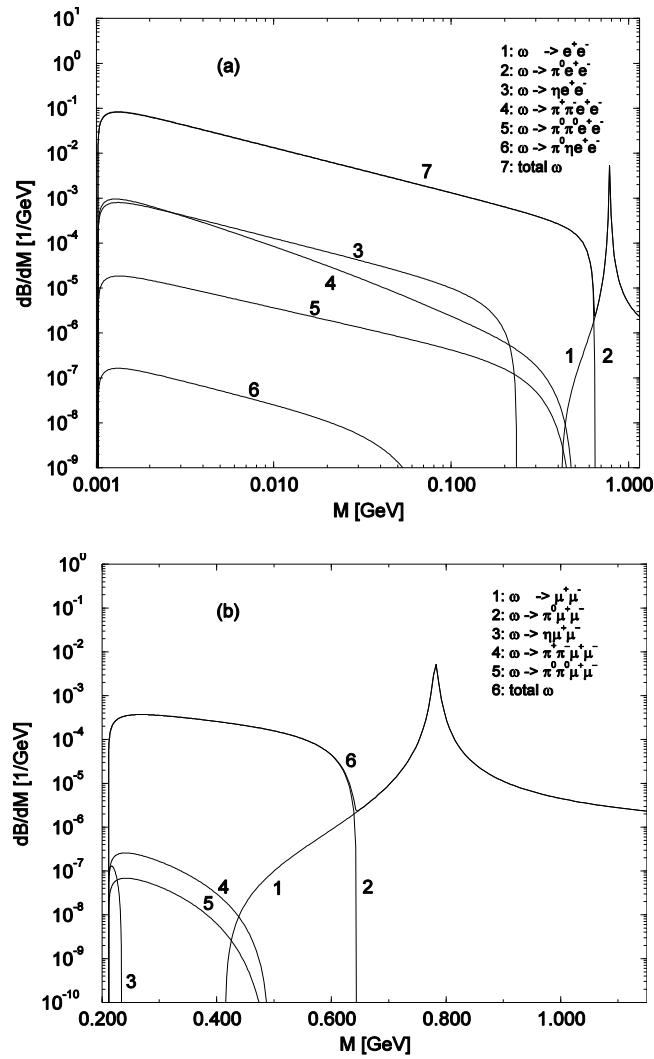 10¹
10⁰
10⁻¹
10⁻²
10⁻³
10⁻⁴
10⁻⁵
10⁻⁶
10⁻⁷
10⁻⁸
10⁻⁹
dB/dM [1/GeV]
(a)
1: ω -> e⁺e⁻
2: ω -> π⁰e⁺e⁻
3: ω -> ηe⁺e⁻
4: ω -> π⁺π⁻e⁺e⁻
5: ω -> π⁰π⁰e⁺e⁻
6: ω -> π⁰ηe⁺e⁻
7: total ω
7
3
4
5
6
1
2
0.001
0.010
0.100
1.000
M [GeV]
10⁰
10⁻¹
10⁻²
10⁻³
10⁻⁴
10⁻⁵
10⁻⁶
10⁻⁷
10⁻⁸
10⁻⁹
10⁻¹⁰
dB/dM [1/GeV]
(b)
1: ω -> μ⁺μ⁻
2: ω -> π⁰μ⁺μ⁻
3: ω -> ημ⁺μ⁻
4: ω -> π⁺π⁻μ⁺μ⁻
5: ω -> π⁰π⁰μ⁺μ⁻
6: total ω
6
4
1
2
5
3
0.200
0.400
0.600
0.800
1.000
M [GeV]